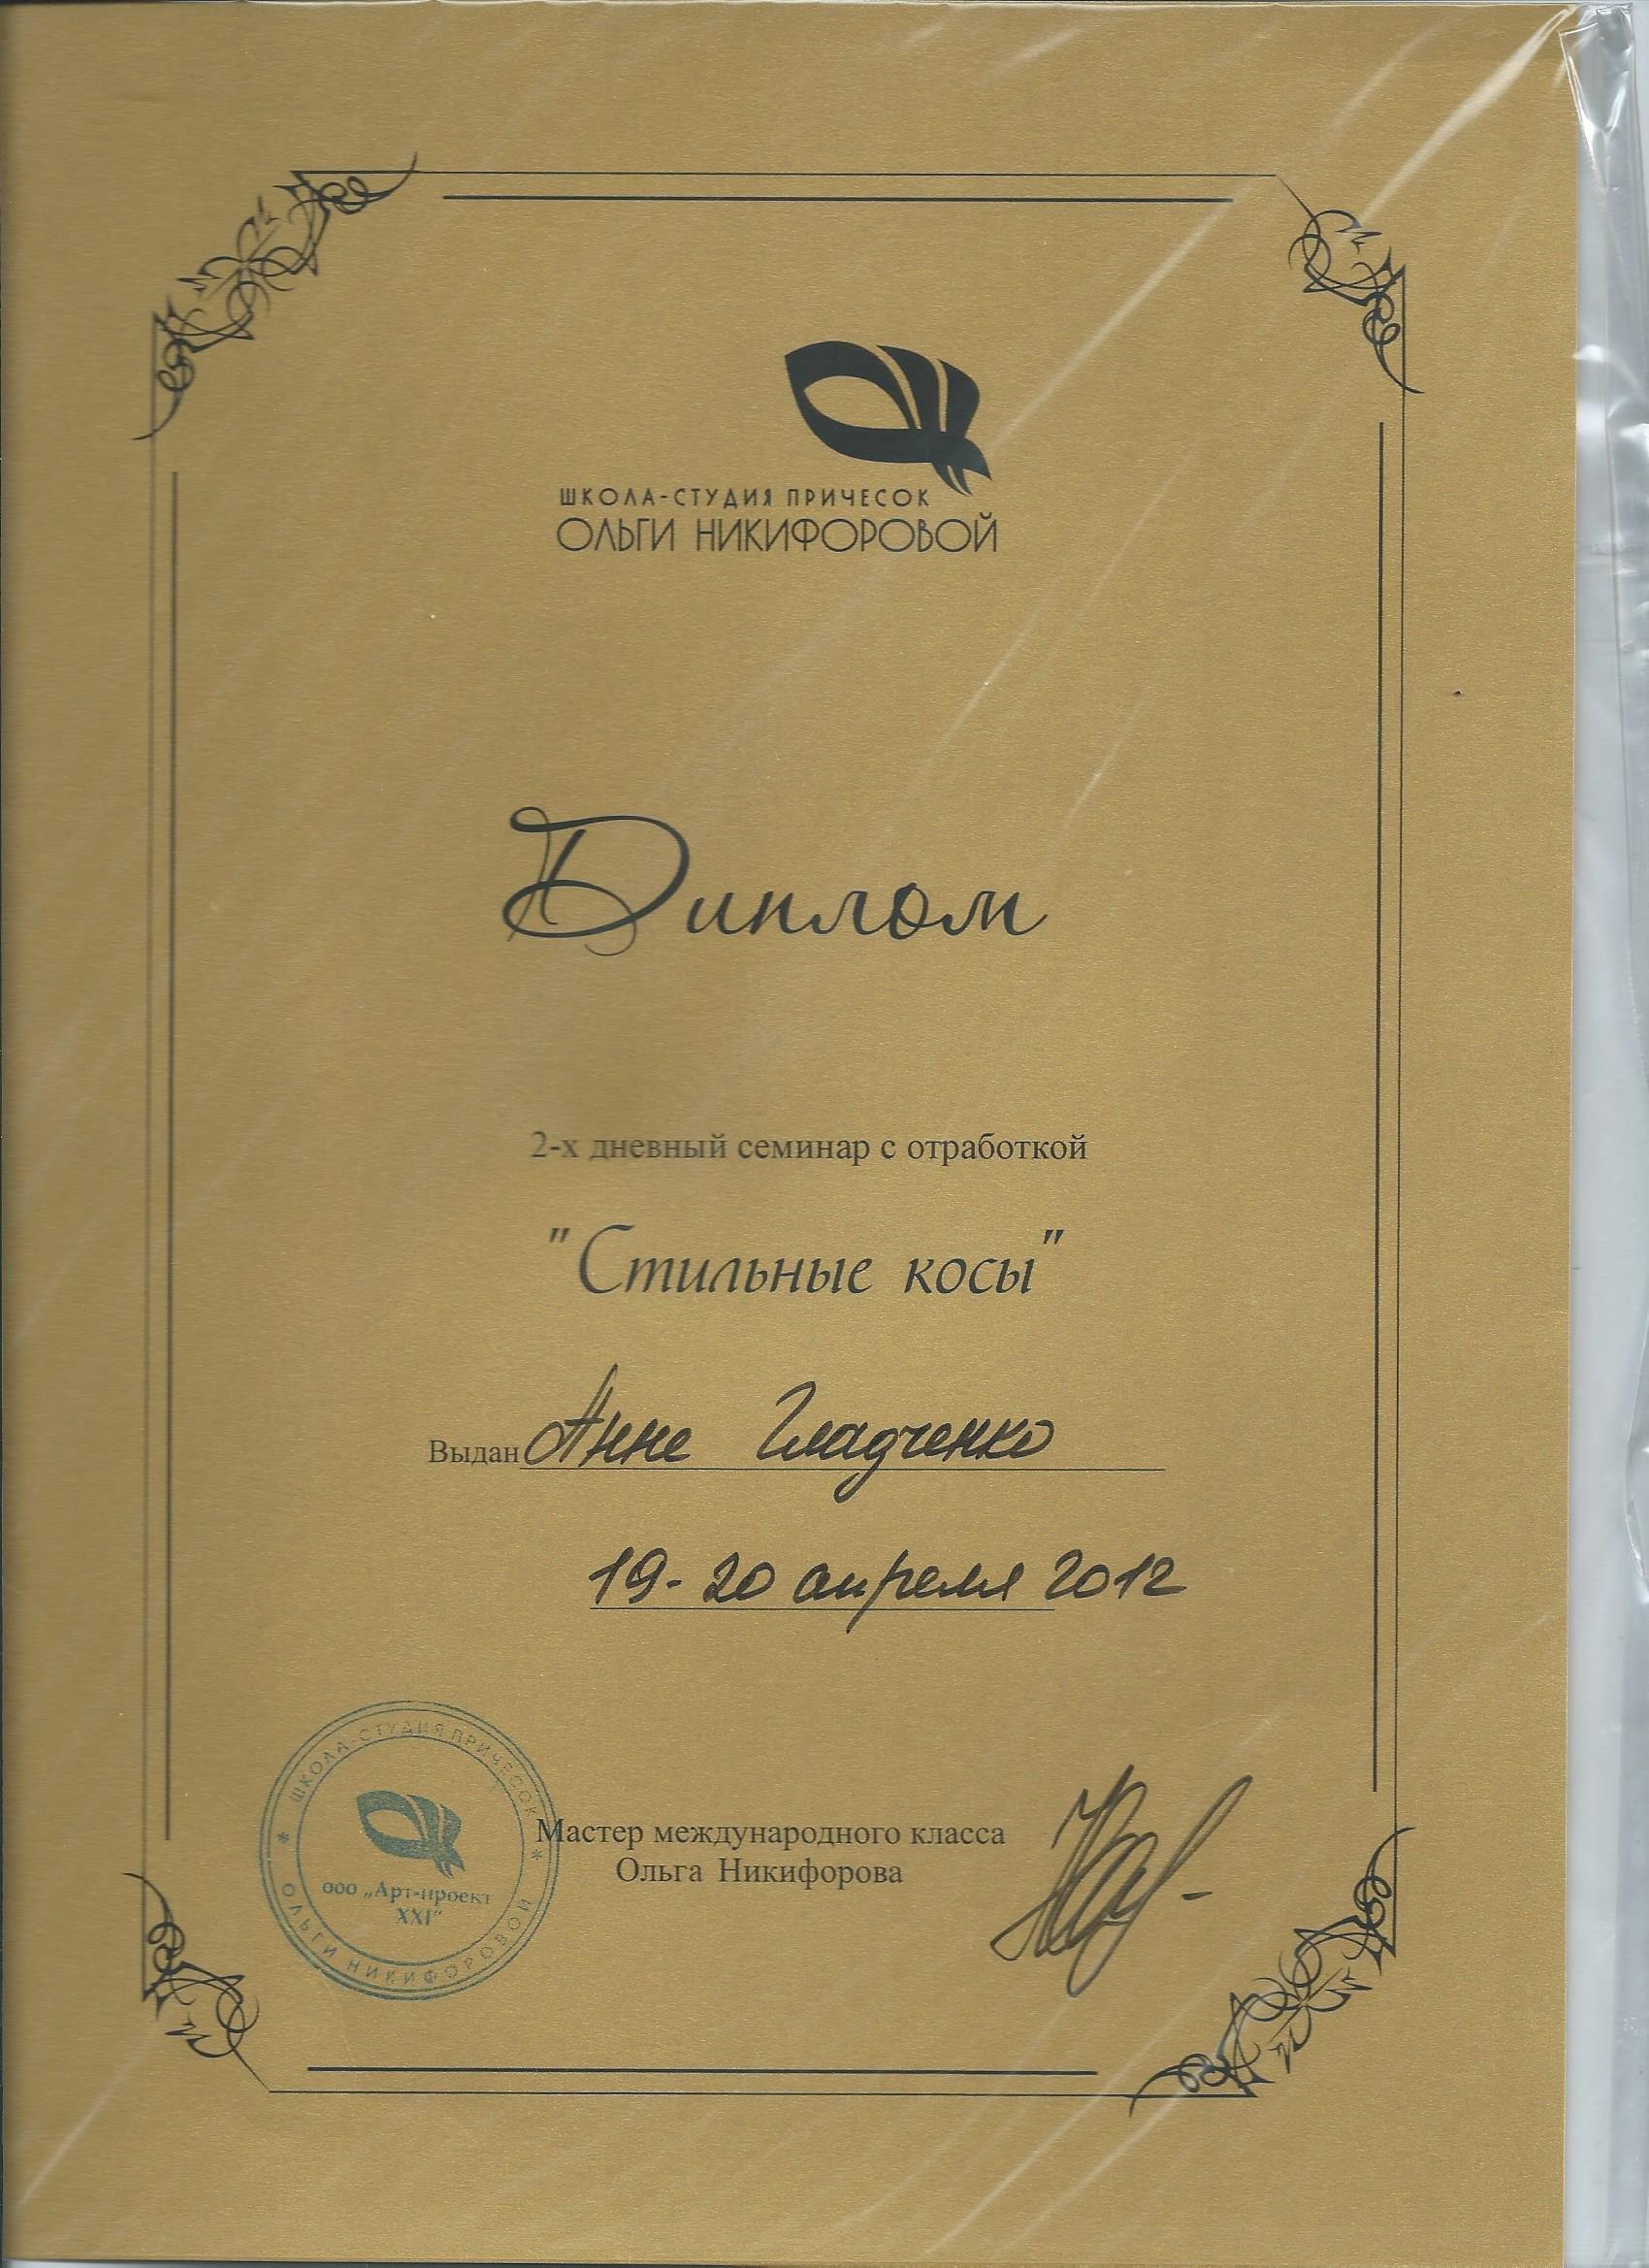 ШКОЛА-СТУДИЯ ПРИЧЕСОК
ОЛЬГИ НИКИФОРОВОЙ
Диплом
2-х дневный семинар с отработкой
"Стильные косы"
Выдан Анне Гладченко
19-20 апреля 2012
Мастер международного класса
Ольга Никифорова
* ШКОЛА-СТУДИЯ ПРИЧЕСОК *
ОЛЬГИ НИКИФОРОВОЙ
ооо „Арт-проект
XXI"